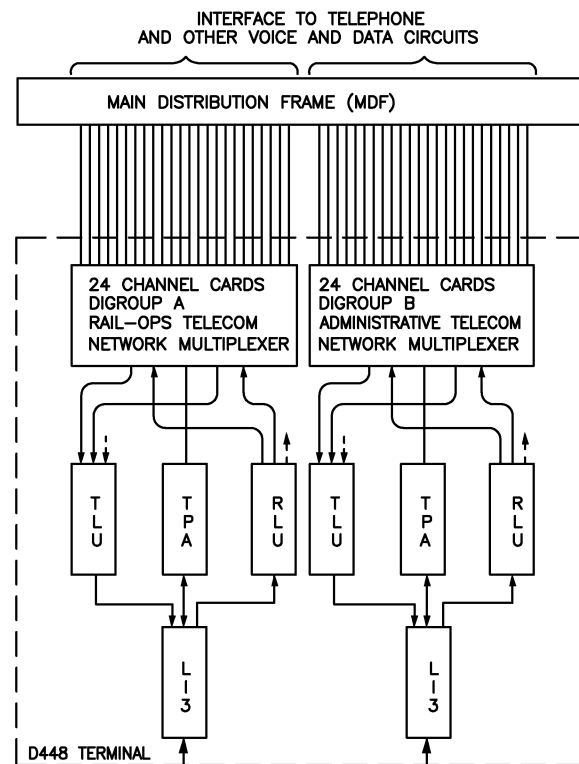 INTERFACE TO TELEPHONE
AND OTHER VOICE AND DATA CIRCUITS
MAIN DISTRIBUTION FRAME (MDF)
24 CHANNEL CARDS
DIGROUP A
RAIL-OPS TELECOM
NETWORK MULTIPLEXER
24 CHANNEL CARDS
DIGROUP B
ADMINISTRATIVE TELECOM
NETWORK MULTIPLEXER
TLU
TPA
RLU
TLU
TPA
RLU
LI3
LI3
D448 TERMINAL